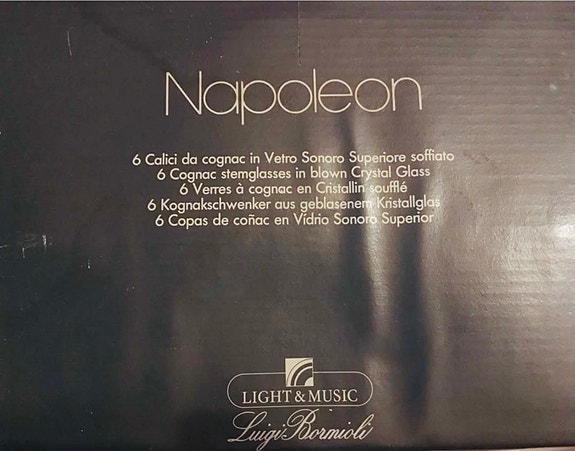 Napoleon
6 Calici da cognac in Vetro Sonoro Superiore soffiato
6 Cognac stemglasses in blown Crystal Glass
6 Verres à cognac en Cristallin soufflé
6 Kognakschwenker aus geblasenem Kristallglas
6 Copas de coñac en Vídrio Sonoro Superior
LIGHT & MUSIC
Luigi Bormioli